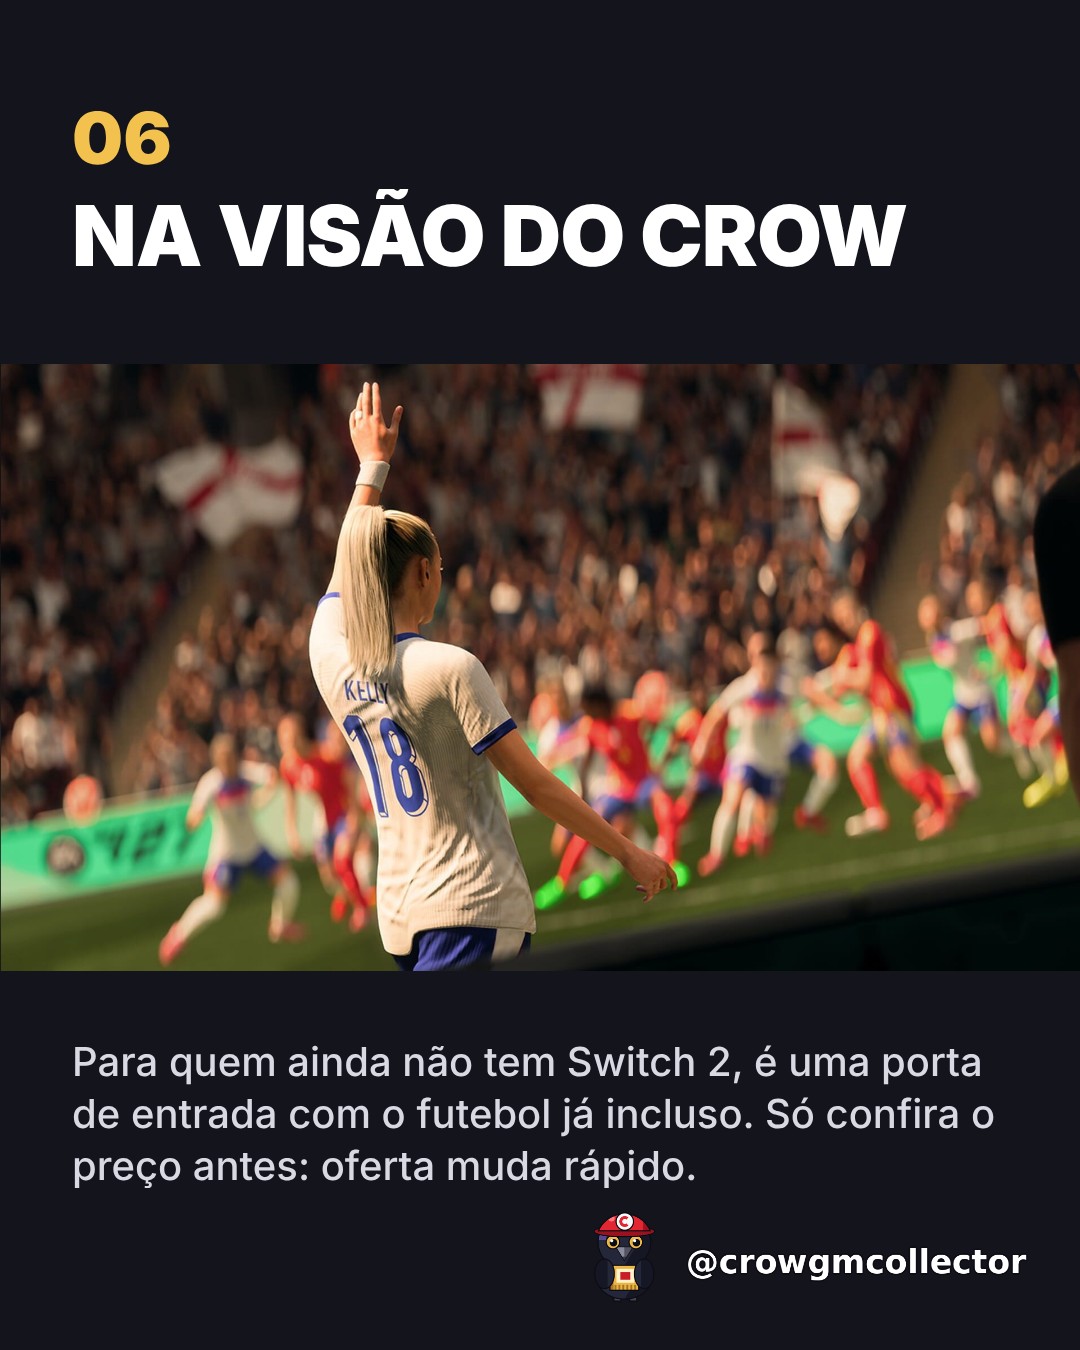 06
NA VISÃO DO CROW
KELLY
18
Para quem ainda não tem Switch 2, é uma porta
de entrada com o futebol já incluso. Só confira o
preço antes: oferta muda rápido.
C
@crowgmcollector